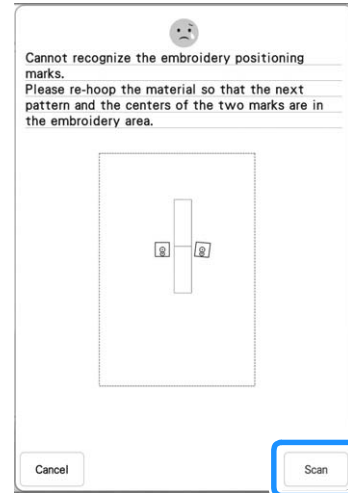 Cannot recognize the embroidery positioning
marks.
Please re-hoop the material so that the next
pattern and the centers of the two marks are in
the embroidery area.
Cancel
Scan